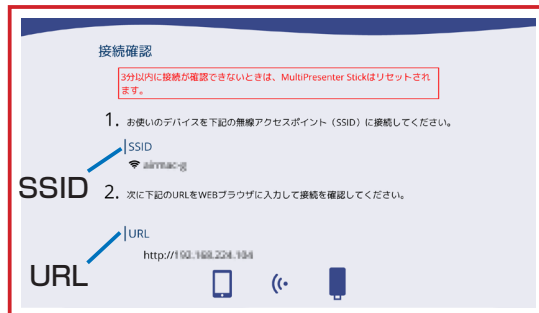 接続確認
3分以内に接続が確認できないときは、MultiPresenter Stickはリセットされ
ます。
1. お使いのデバイスを下記の無線アクセスポイント（SSID）に接続してください。
SSID
SSID
2. 次に下記のURLをWEBブラウザに入力して接続を確認してください。
URL
http://
URL